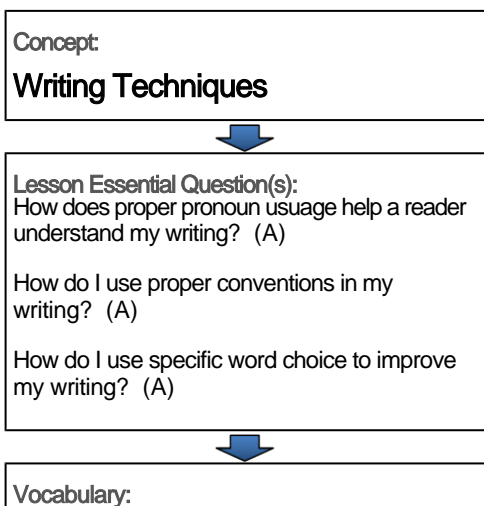 Concept:
Writing Techniques
Lesson Essential Question(s):
How does proper pronoun usuage help a reader
understand my writing?  (A)
How do I use proper conventions in my
writing?  (A)
How do I use specific word choice to improve
my writing?  (A)
Vocabulary: